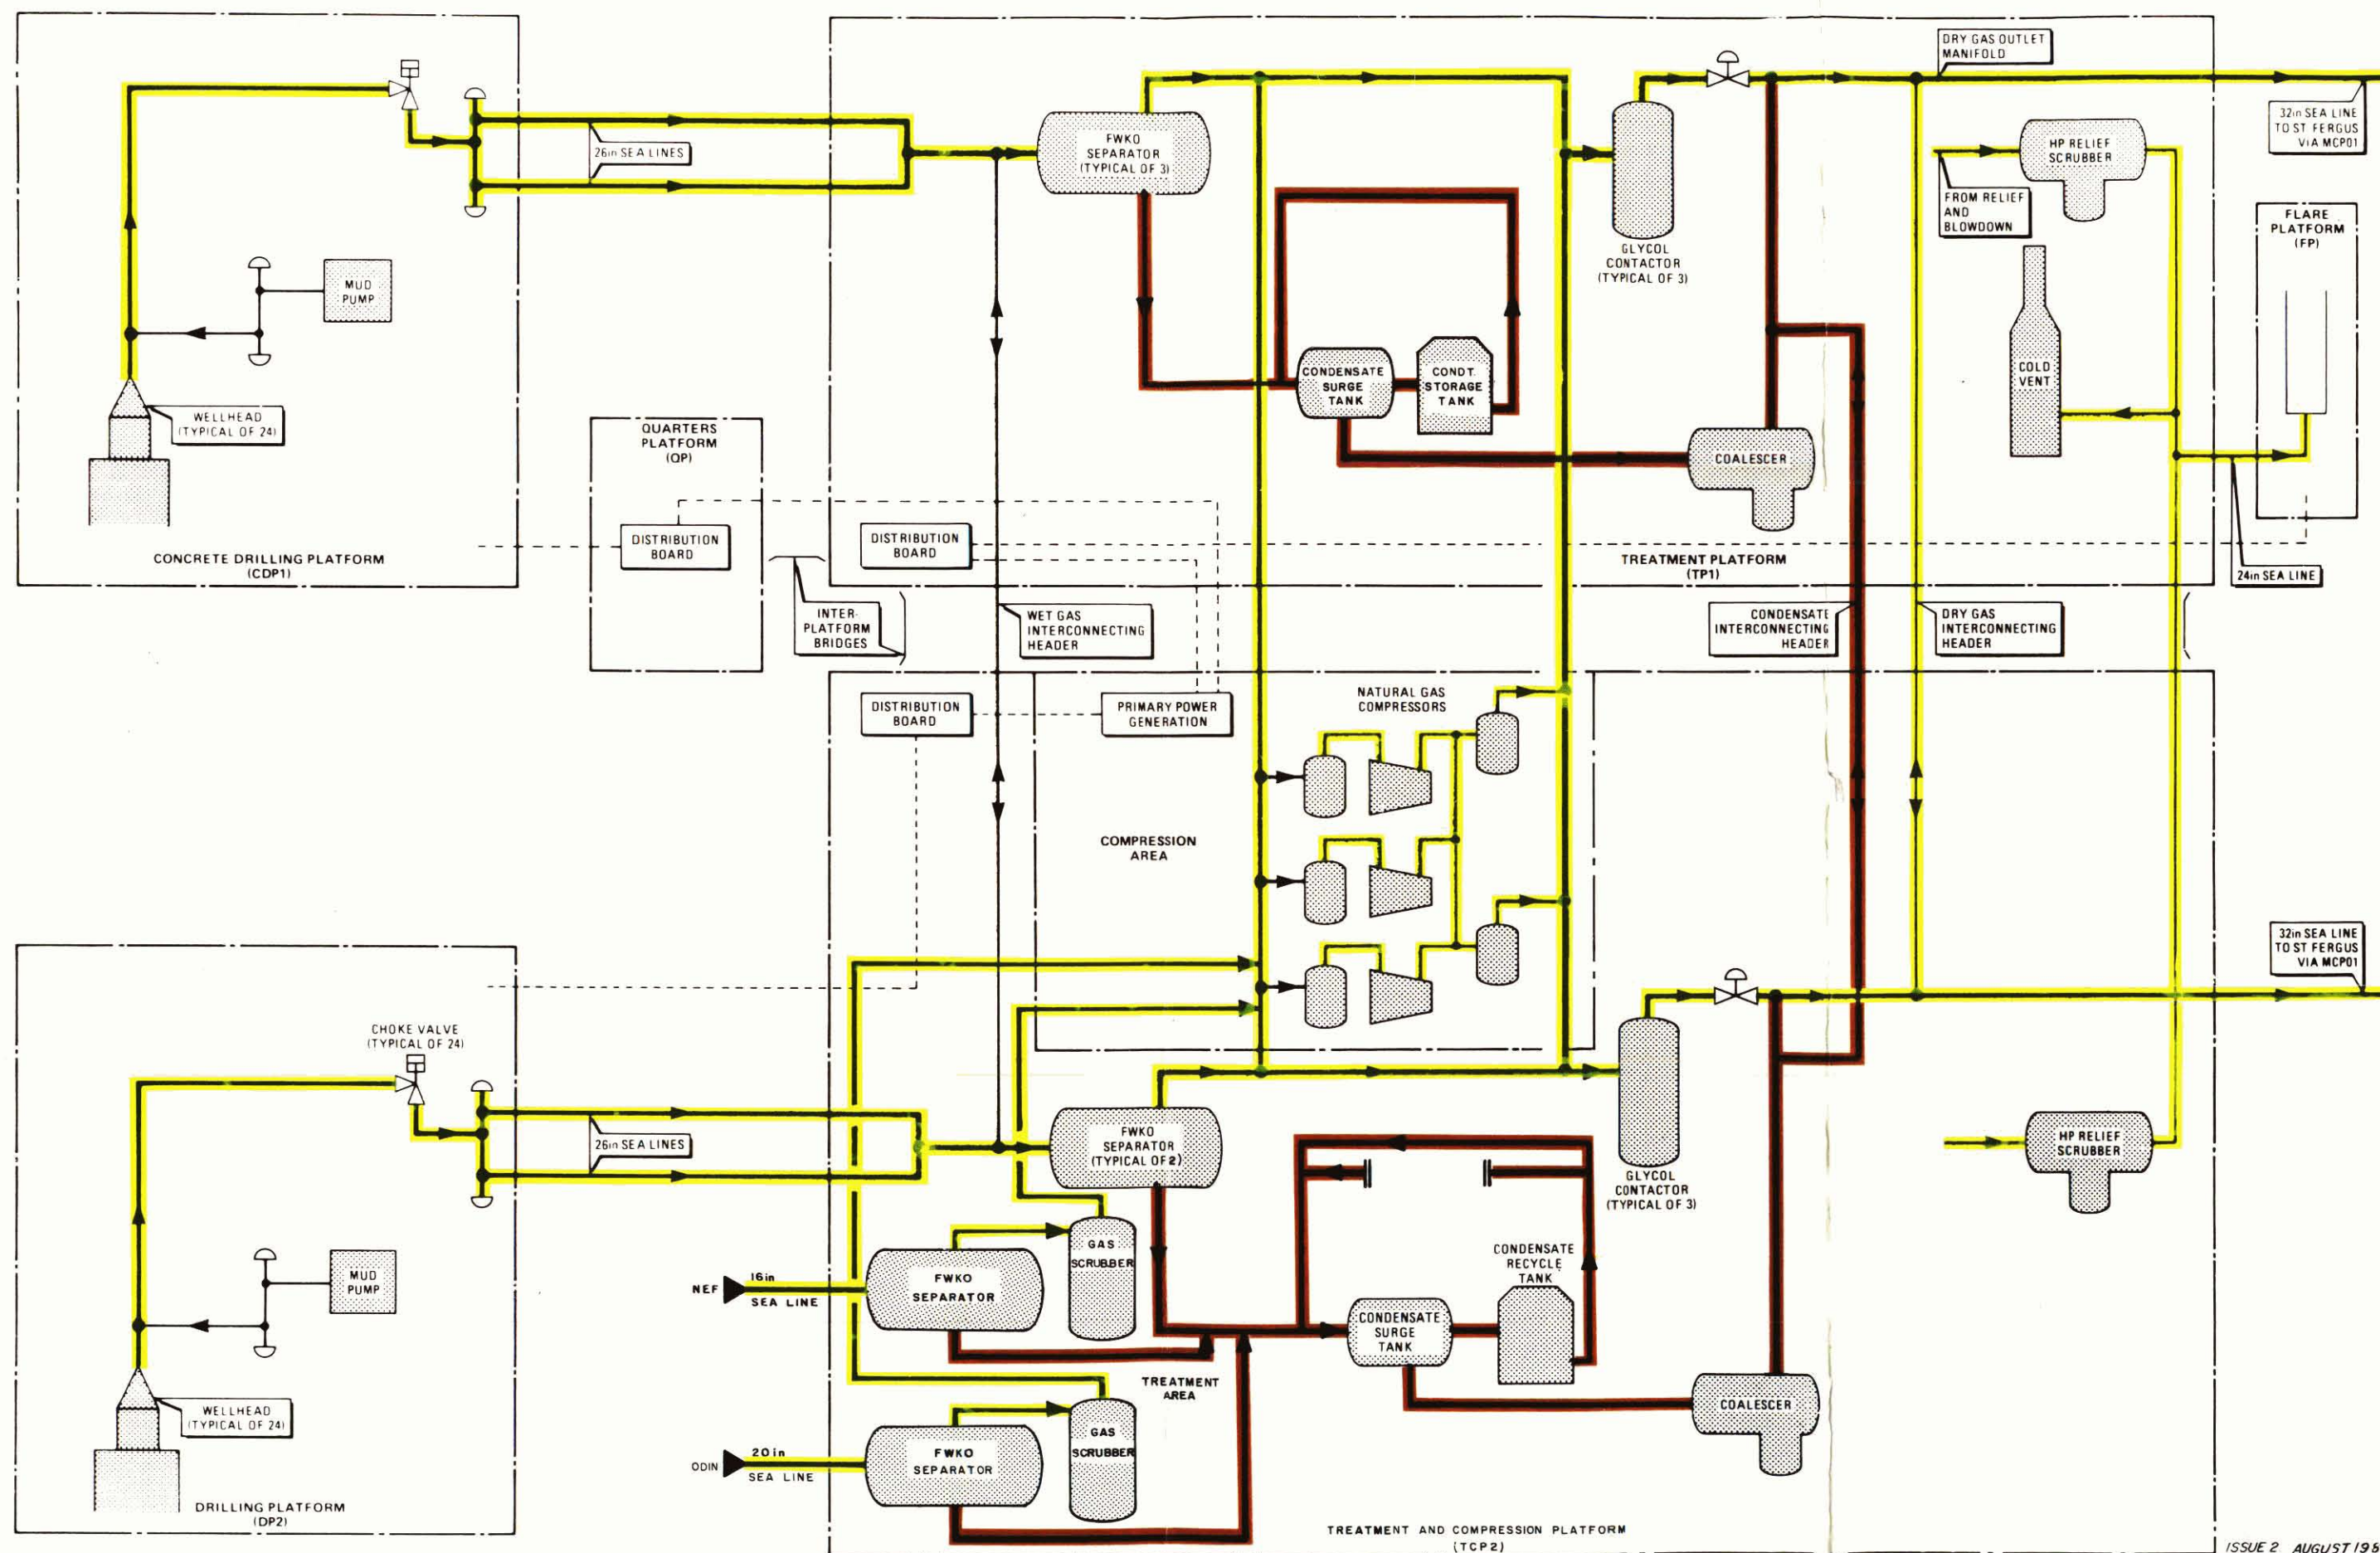 DRY GAS OUTLET
MANIFOLD
32in SEA LINE
TO ST FERGUS
VIA MCP01
26in SEA LINES
FWKO
SEPARATOR
(TYPICAL OF 3)
HP RELIEF
SCRUBBER
FROM RELIEF
AND
BLOWDOWN
FLARE
PLATFORM
(FP)
GLYCOL
CONTACTOR
(TYPICAL OF 3)
MUD
PUMP
CONDENSATE
SURGE
TANK
CONDT.
STORAGE
TANK
COLD
VENT
WELLHEAD
(TYPICAL OF 24)
QUARTERS
PLATFORM
(QP)
COALESCER
DISTRIBUTION
BOARD
DISTRIBUTION
BOARD
CONCRETE DRILLING PLATFORM
(CDP1)
TREATMENT PLATFORM
(TP1)
24in SEA LINE
INTER-
PLATFORM
BRIDGES
WET GAS
INTERCONNECTING
HEADER
CONDENSATE
INTERCONNECTING
HEADER
DRY GAS
INTERCONNECTING
HEADER
DISTRIBUTION
BOARD
PRIMARY POWER
GENERATION
NATURAL GAS
COMPRESSORS
COMPRESSION
AREA
32in SEA LINE
TO ST FERGUS
VIA MCP01
CHOKE VALVE
(TYPICAL OF 24)
26in SEA LINES
FWKO
SEPARATOR
(TYPICAL OF 2)
HP RELIEF
SCRUBBER
GLYCOL
CONTACTOR
(TYPICAL OF 3)
GAS
SCRUBBER
MUD
PUMP
NEF
16in
SEA LINE
FWKO
SEPARATOR
CONDENSATE
RECYCLE
TANK
CONDENSATE
SURGE
TANK
TREATMENT
AREA
WELLHEAD
(TYPICAL OF 24)
COALESCER
GAS
SCRUBBER
ODIN
20in
SEA LINE
FWKO
SEPARATOR
DRILLING PLATFORM
(DP2)
TREATMENT AND COMPRESSION PLATFORM
(TCP2)
ISSUE 2 AUGUST